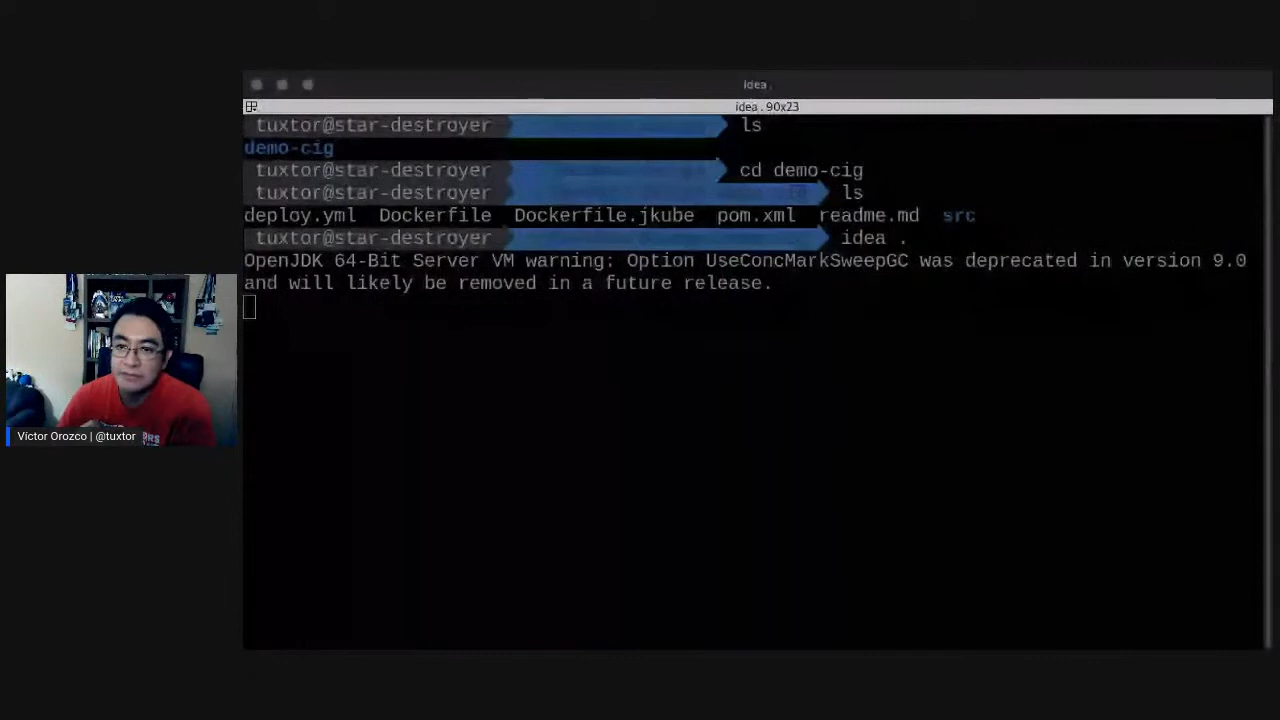 idea .
idea . 90x23
tuxtor@star-destroyer ls
demo-cig
tuxtor@star-destroyer cd demo-cig
tuxtor@star-destroyer ls
deploy.yml Dockerfile Dockerfile.jkube pom.xml readme.md src
tuxtor@star-destroyer idea .
OpenJDK 64-Bit Server VM warning: Option UseConcMarkSweepGC was deprecated in version 9.0
and will likely be removed in a future release.
Víctor Orozco | @tuxtor